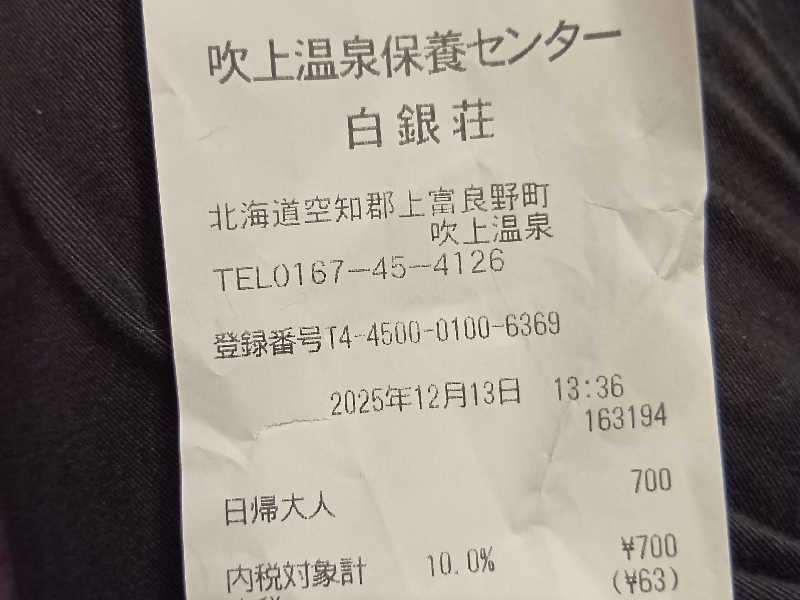 吹上温泉保養センター
白銀荘
北海道空知郡上富良野町
吹上温泉
TEL0167-45-4126
登録番号T4-4500-0100-6369
2025年12月13日 13:36
163194
日帰大人 700
内税対象計 10.0% ¥700
(¥63)